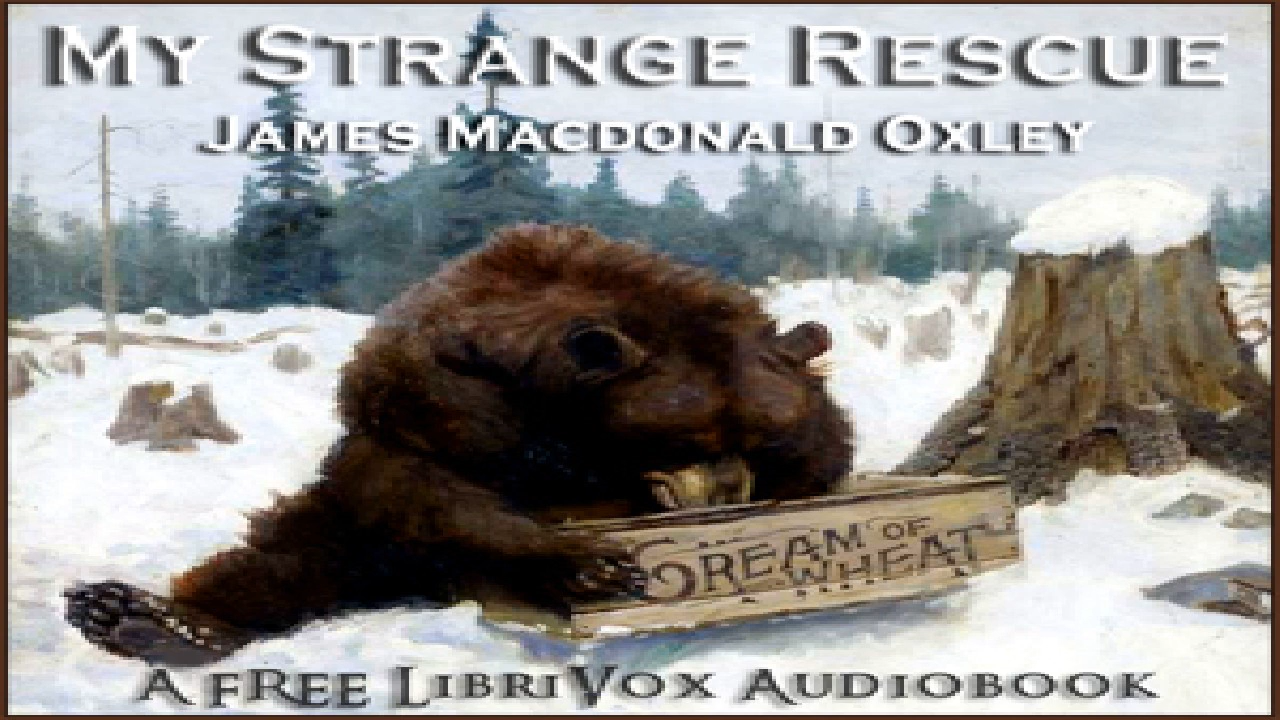 MY STRANGE RESCUE
JAMES MACDONALD OXLEY
CREAM OF
WHEAT
A FREE LIBRIVOX AUDIOBOOK